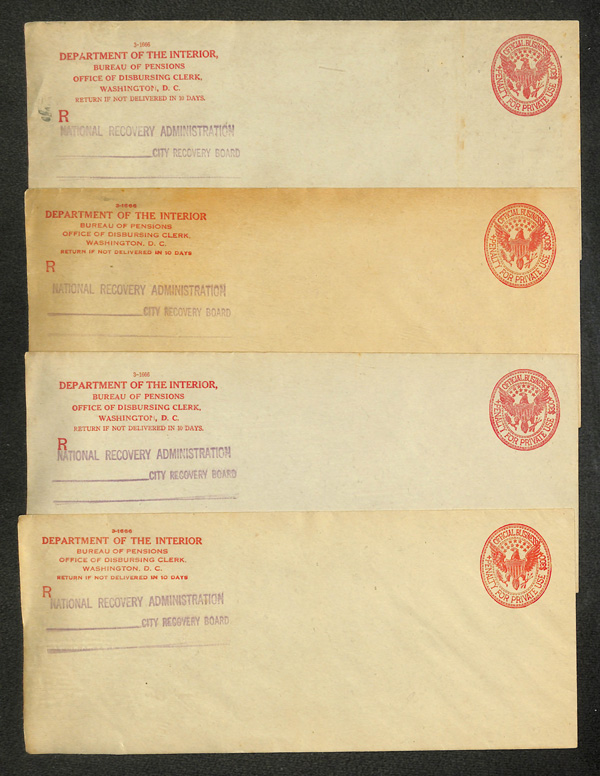 3-1666
DEPARTMENT OF THE INTERIOR,
BUREAU OF PENSIONS
OFFICE OF DISBURSING CLERK,
WASHINGTON, D. C.
RETURN IF NOT DELIVERED IN 10 DAYS.
OFFICIAL BUSINESS
PENALTY FOR PRIVATE USE $300
R
NATIONAL RECOVERY ADMINISTRATION
CITY RECOVERY BOARD
3-1666
DEPARTMENT OF THE INTERIOR
BUREAU OF PENSIONS
OFFICE OF DISBURSING CLERK,
WASHINGTON, D. C.
RETURN IF NOT DELIVERED IN 10 DAYS
OFFICIAL BUSINESS
PENALTY FOR PRIVATE USE $300
R
NATIONAL RECOVERY ADMINISTRATION
CITY RECOVERY BOARD
3-1666
DEPARTMENT OF THE INTERIOR,
BUREAU OF PENSIONS
OFFICE OF DISBURSING CLERK,
WASHINGTON, D. C.
RETURN IF NOT DELIVERED IN 10 DAYS.
OFFICIAL BUSINESS
PENALTY FOR PRIVATE USE $300
R
NATIONAL RECOVERY ADMINISTRATION
CITY RECOVERY BOARD
3-1666
DEPARTMENT OF THE INTERIOR
BUREAU OF PENSIONS
OFFICE OF DISBURSING CLERK,
WASHINGTON, D. C.
RETURN IF NOT DELIVERED IN 10 DAYS
OFFICIAL BUSINESS
PENALTY FOR PRIVATE USE $300
R
NATIONAL RECOVERY ADMINISTRATION
CITY RECOVERY BOARD